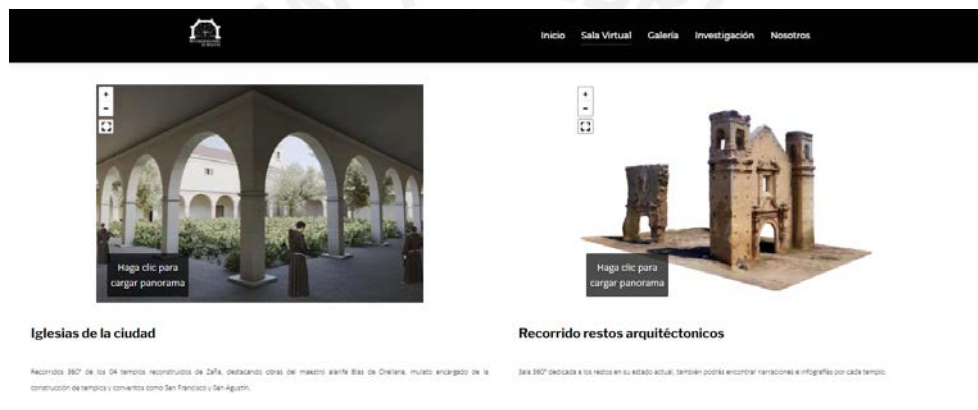 Inicio Sala Virtual Galería Investigación Nosotros
+
-
Haga clic para
cargar panorama
+
-
Haga clic para
cargar panorama
Iglesias de la ciudad
Recorridos 360° de los 04 templos reconstruidos de Zaña, destacando obras del maestro alarife Blas de Orellana, mulato encargado de la
construcción de templos y conventos como San Francisco y San Agustín.
Recorrido restos arquitéctonicos
Sala 360° dedicada a los restos en su estado actual, también podrás encontrar narraciones e infografías por cada templo.